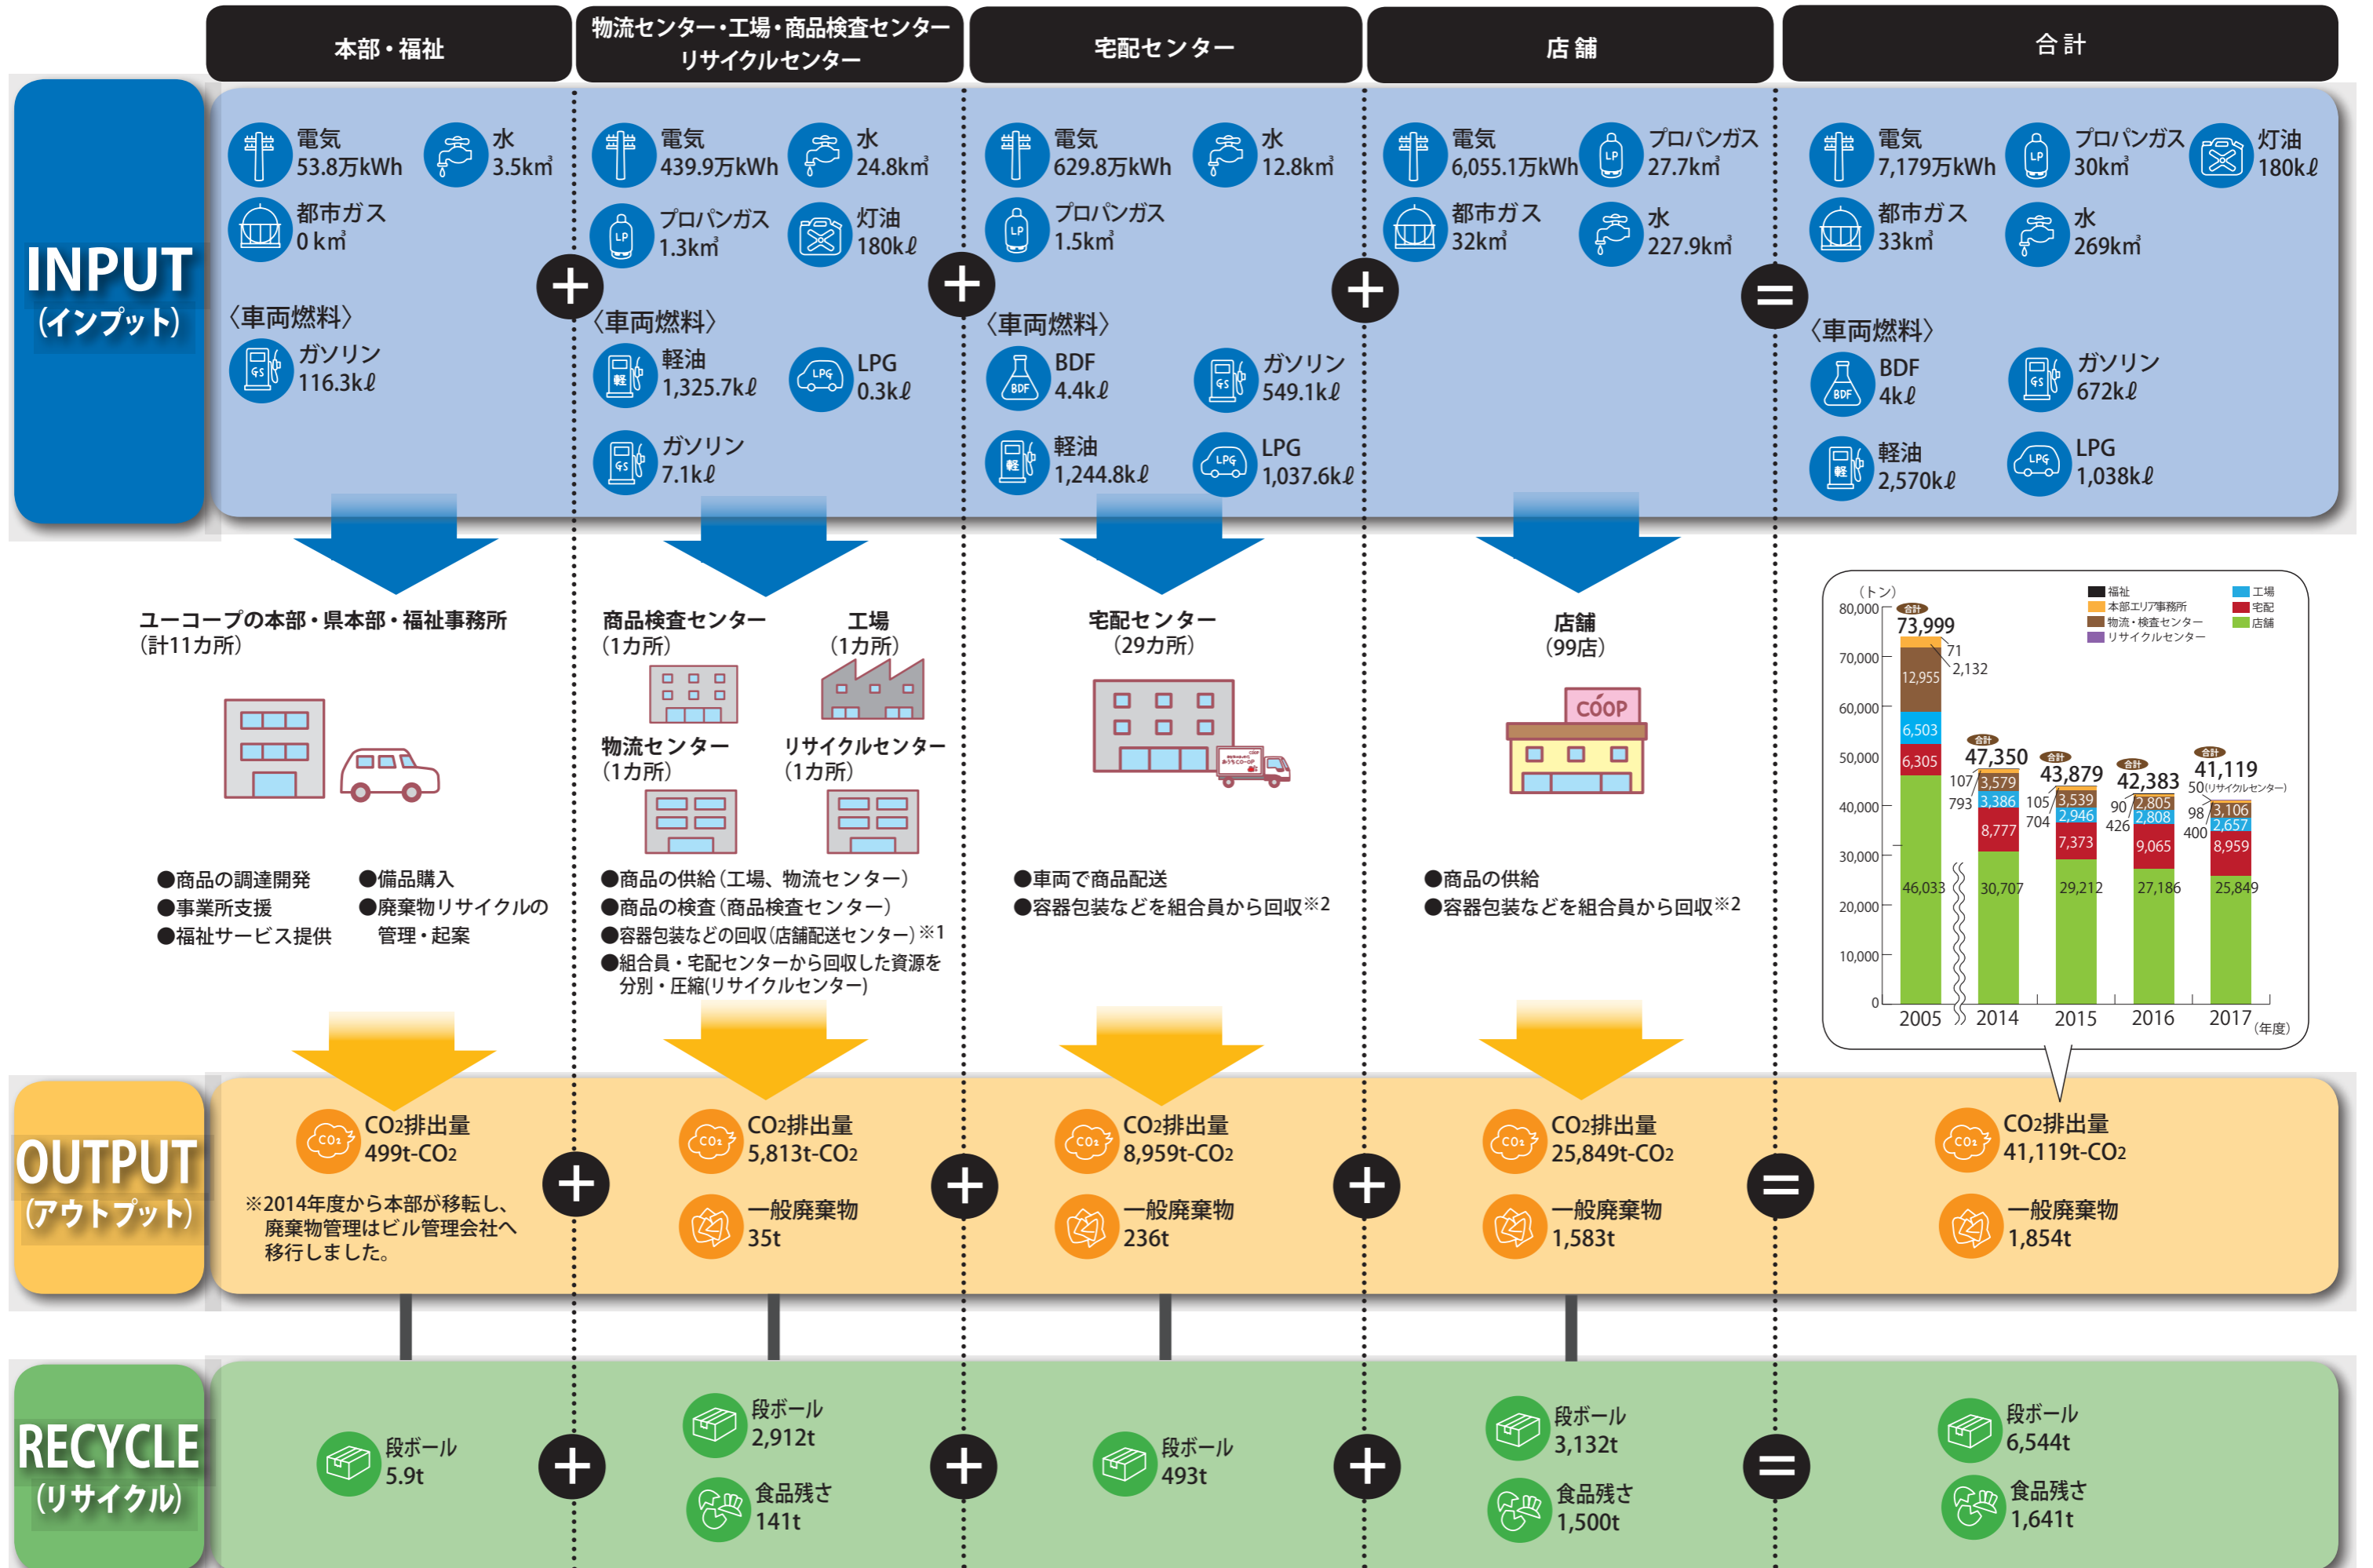 本部・福祉
物流センター・工場・商品検査センター
リサイクルセンター
宅配センター
店 舗
合 計
INPUT
(インプット)
電気
53.8万kWh
水
3.5k㎥
都市ガス
0 k㎥
〈車両燃料〉
ガソリン
116.3kℓ
電気
439.9万kWh
水
24.8k㎥
プロパンガス
1.3k㎥
灯油
180kℓ
〈車両燃料〉
軽油
1,325.7kℓ
LPG
0.3kℓ
ガソリン
7.1kℓ
電気
629.8万kWh
水
12.8k㎥
プロパンガス
1.5k㎥
〈車両燃料〉
BDF
4.4kℓ
ガソリン
549.1kℓ
軽油
1,244.8kℓ
LPG
1,037.6kℓ
電気
6,055.1万kWh
プロパンガス
27.7k㎥
都市ガス
32k㎥
水
227.9k㎥
電気
7,179万kWh
プロパンガス
30k㎥
灯油
180kℓ
都市ガス
33k㎥
水
269k㎥
〈車両燃料〉
BDF
4kℓ
ガソリン
672kℓ
軽油
2,570kℓ
LPG
1,038kℓ
ユーコープの本部・県本部・福祉事務所
(計11カ所)
●商品の調達開発
●事業所支援
●福祉サービス提供
●備品購入
●廃棄物リサイクルの
管理・起案
商品検査センター
(1カ所)
工場
(1カ所)
物流センター
(1カ所)
リサイクルセンター
(1カ所)
●商品の供給(工場、物流センター)
●商品の検査(商品検査センター)
●容器包装などの回収(店舗配送センター)※1
●組合員・宅配センターから回収した資源を
分別・圧縮(リサイクルセンター)
宅配センター
(29カ所)
●車両で商品配送
●容器包装などを組合員から回収※2
店舗
(99店)
COOP
●商品の供給
●容器包装などを組合員から回収※2
(トン)
福祉
本部エリア事務所
物流・検査センター
リサイクルセンター
工場
宅配
店舗
80,000
70,000
60,000
50,000
40,000
30,000
20,000
10,000
0
合計
73,999
71
2,132
12,955
6,503
6,305
46,033
合計
47,350
107
793
3,579
3,386
8,777
30,707
合計
43,879
105
704
3,539
2,946
7,373
29,212
合計
42,383
90
426
2,805
2,808
9,065
27,186
合計
41,119
50(リサイクルセンター)
98
400
3,106
2,657
8,959
25,849
2005
2014
2015
2016
2017
(年度)
OUTPUT
(アウトプット)
CO2排出量
499t-CO2
※2014年度から本部が移転し、
廃棄物管理はビル管理会社へ
移行しました。
CO2排出量
5,813t-CO2
一般廃棄物
35t
CO2排出量
8,959t-CO2
一般廃棄物
236t
CO2排出量
25,849t-CO2
一般廃棄物
1,583t
CO2排出量
41,119t-CO2
一般廃棄物
1,854t
RECYCLE
(リサイクル)
段ボール
5.9t
段ボール
2,912t
食品残さ
141t
段ボール
493t
段ボール
3,132t
食品残さ
1,500t
段ボール
6,544t
食品残さ
1,641t